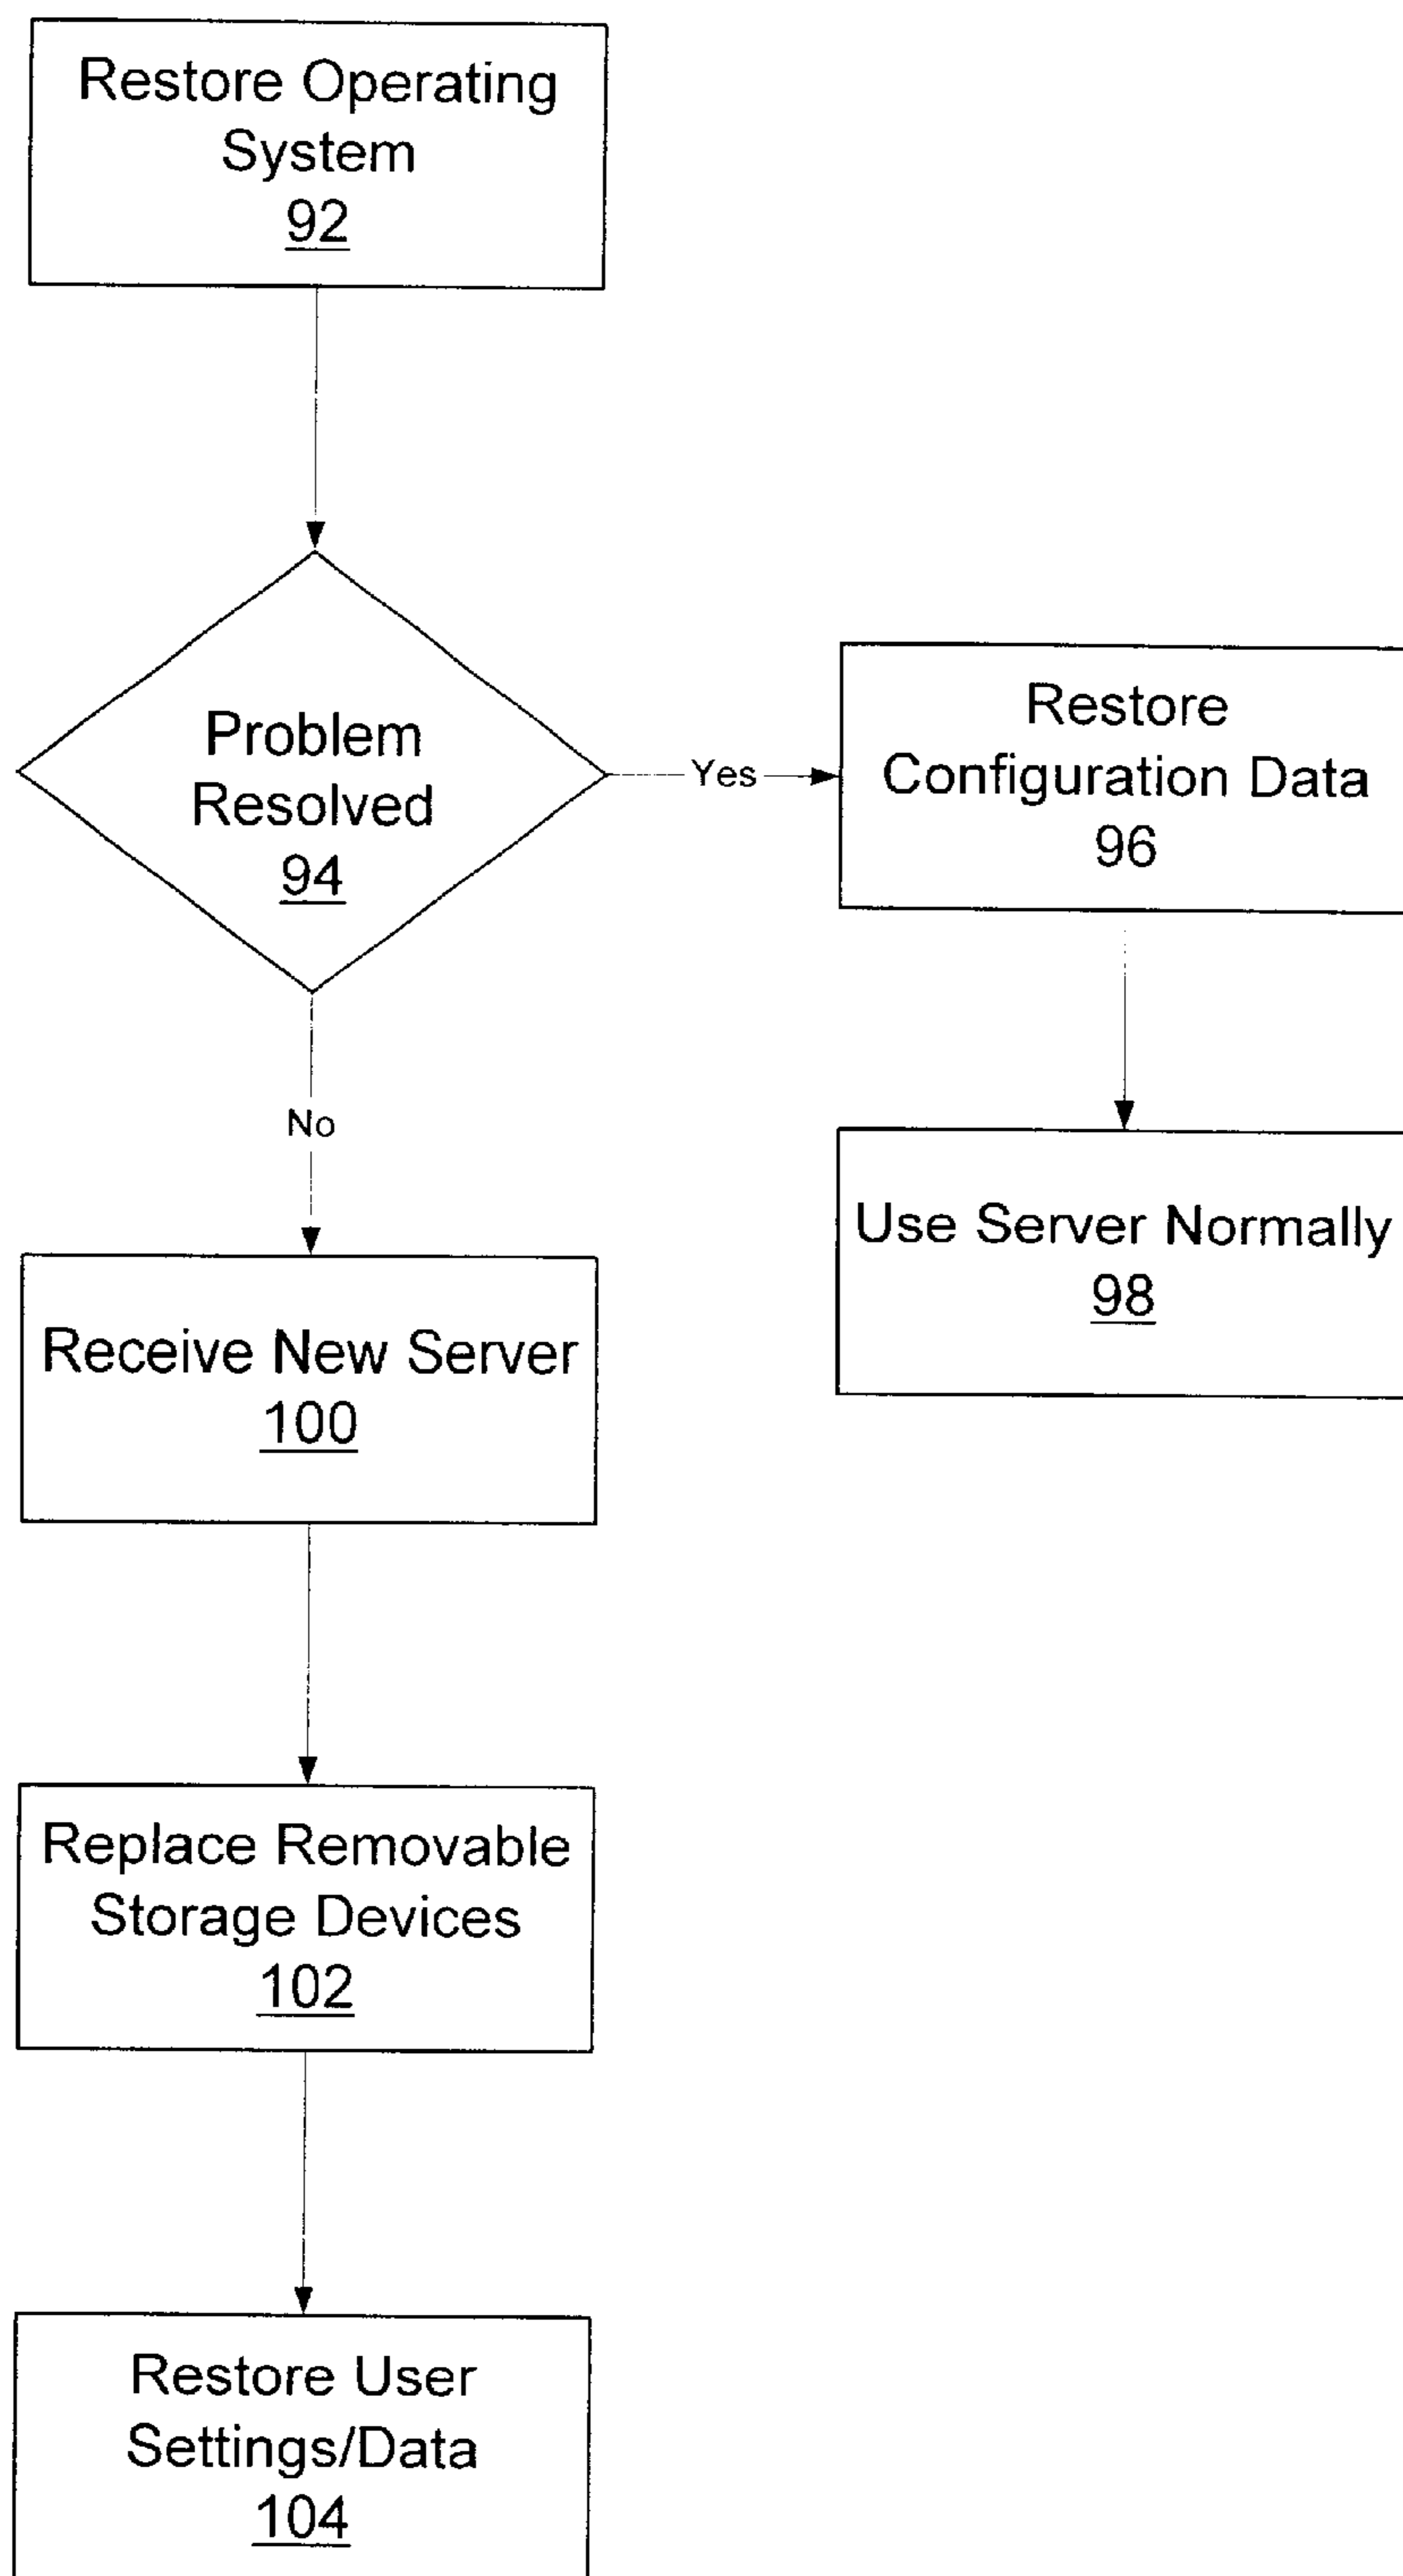 Restore Operating
System
92
Problem
Resolved
94
Yes
Restore
Configuration Data
96
No
Use Server Normally
98
Receive New Server
100
Replace Removable
Storage Devices
102
Restore User
Settings/Data
104